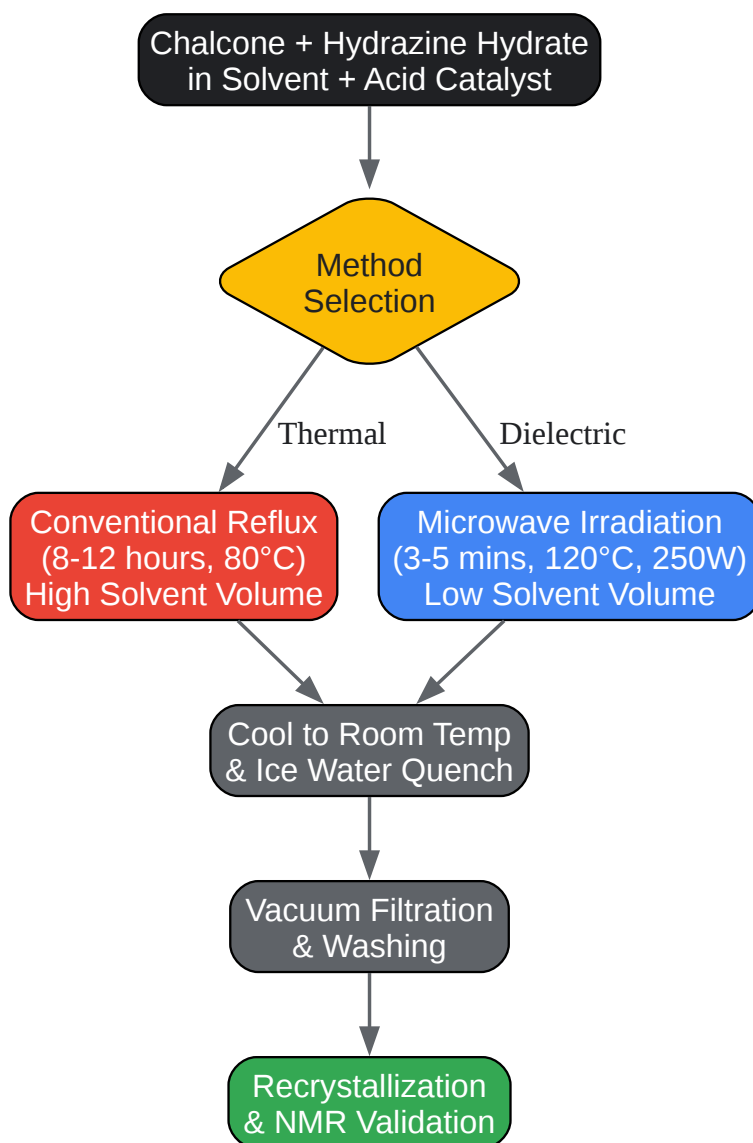 Chalcone + Hydrazine Hydrate
in Solvent + Acid Catalyst
Method
Selection
Thermal
Dielectric
Conventional Reflux
(8-12 hours, 80°C)
High Solvent Volume
Microwave Irradiation
(3-5 mins, 120°C, 250W)
Low Solvent Volume
Cool to Room Temp
& Ice Water Quench
Vacuum Filtration
& Washing
Recrystallization
& NMR Validation